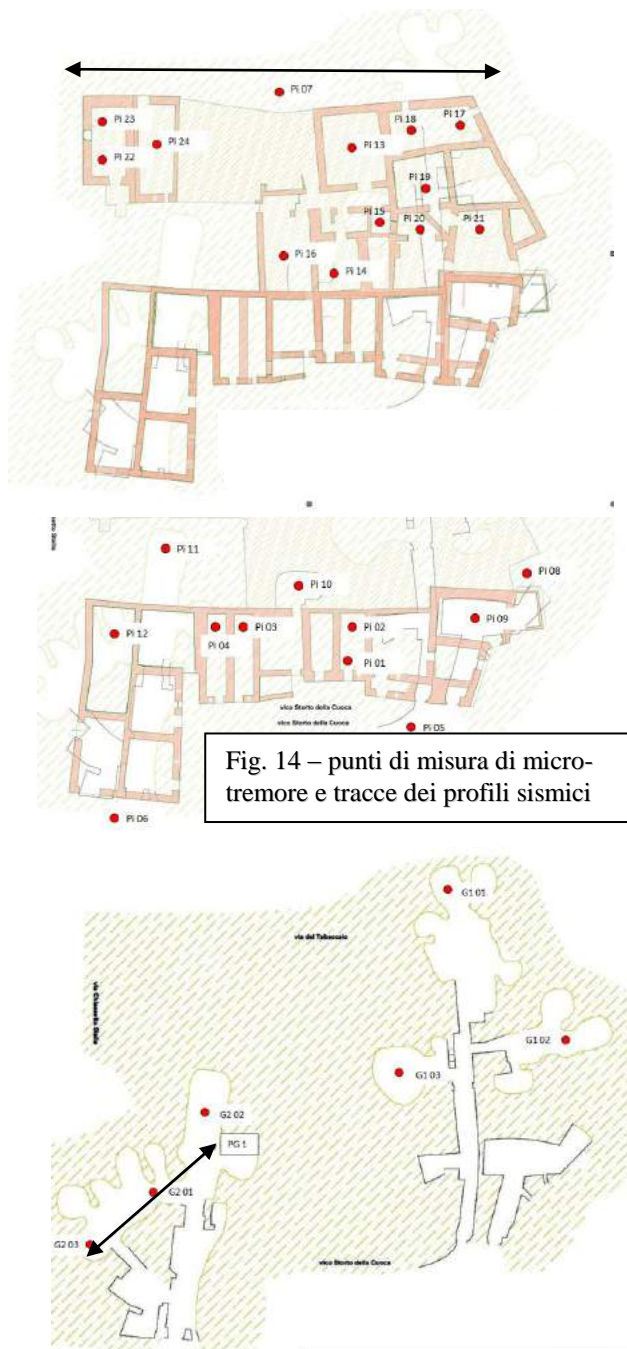 Pi 07
Pi 23
Pi 18
Pi 17
Pi 24
Pi 13
Pi 22
Pi 19
Pi 15
Pi 20
Pi 21
Pi 16
Pi 14
Pi 11
Pi 08
Pi 10
Pi 09
Pi 12
Pi 04
Pi 03
Pi 02
Pi 01
vico Storto della Cuoca
vico Storto della Cuoca
Pi 05
Fig. 14 – punti di misura di micro-
tremore e tracce dei profili sismici
Pi 06
G1 01
via del Tabaccaio
G1 02
G1 03
G2 02
PG 1
G2 01
G2 03
vico Storto della Cuoca